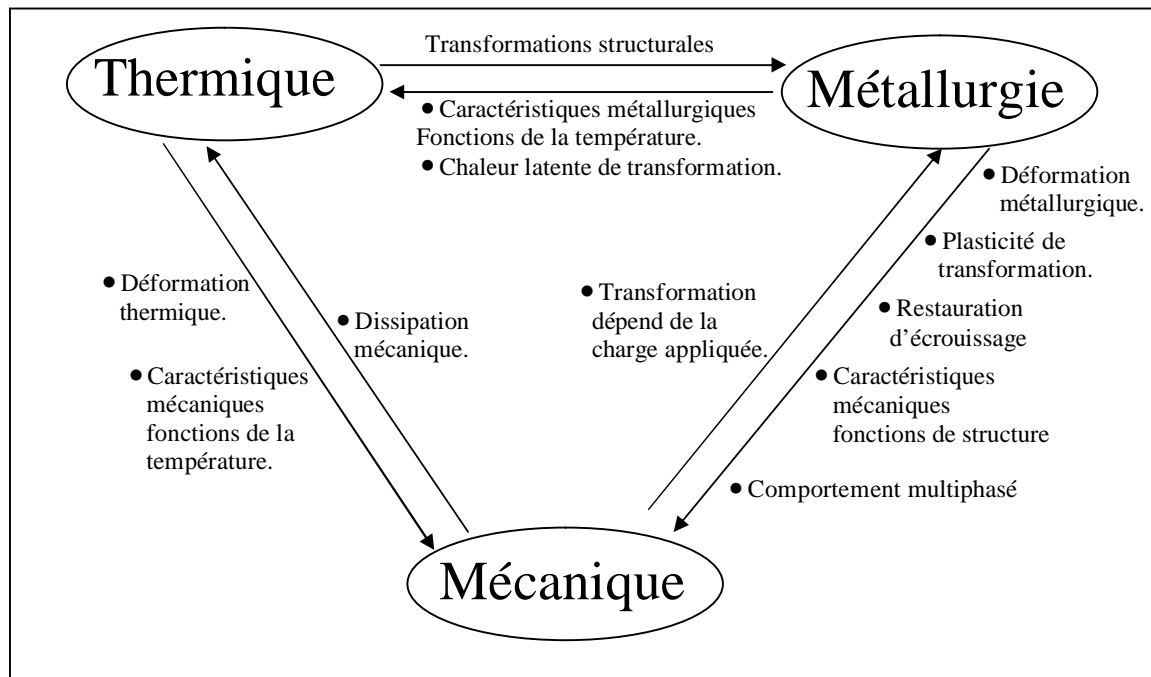 Transformations structurales
Thermique
Métallurgie
• Caractéristiques métallurgiques
Fonctions de la température.
• Chaleur latente de transformation.
• Déformation
métallurgique.
• Plasticité de
transformation.
• Restauration
d'écrouissage
• Caractéristiques
mécaniques
fonctions de structure
• Comportement multiphasé
• Transformation
dépend de la
charge appliquée.
• Déformation
thermique.
• Dissipation
mécanique.
• Caractéristiques
mécaniques
fonctions de la
température.
Mécanique